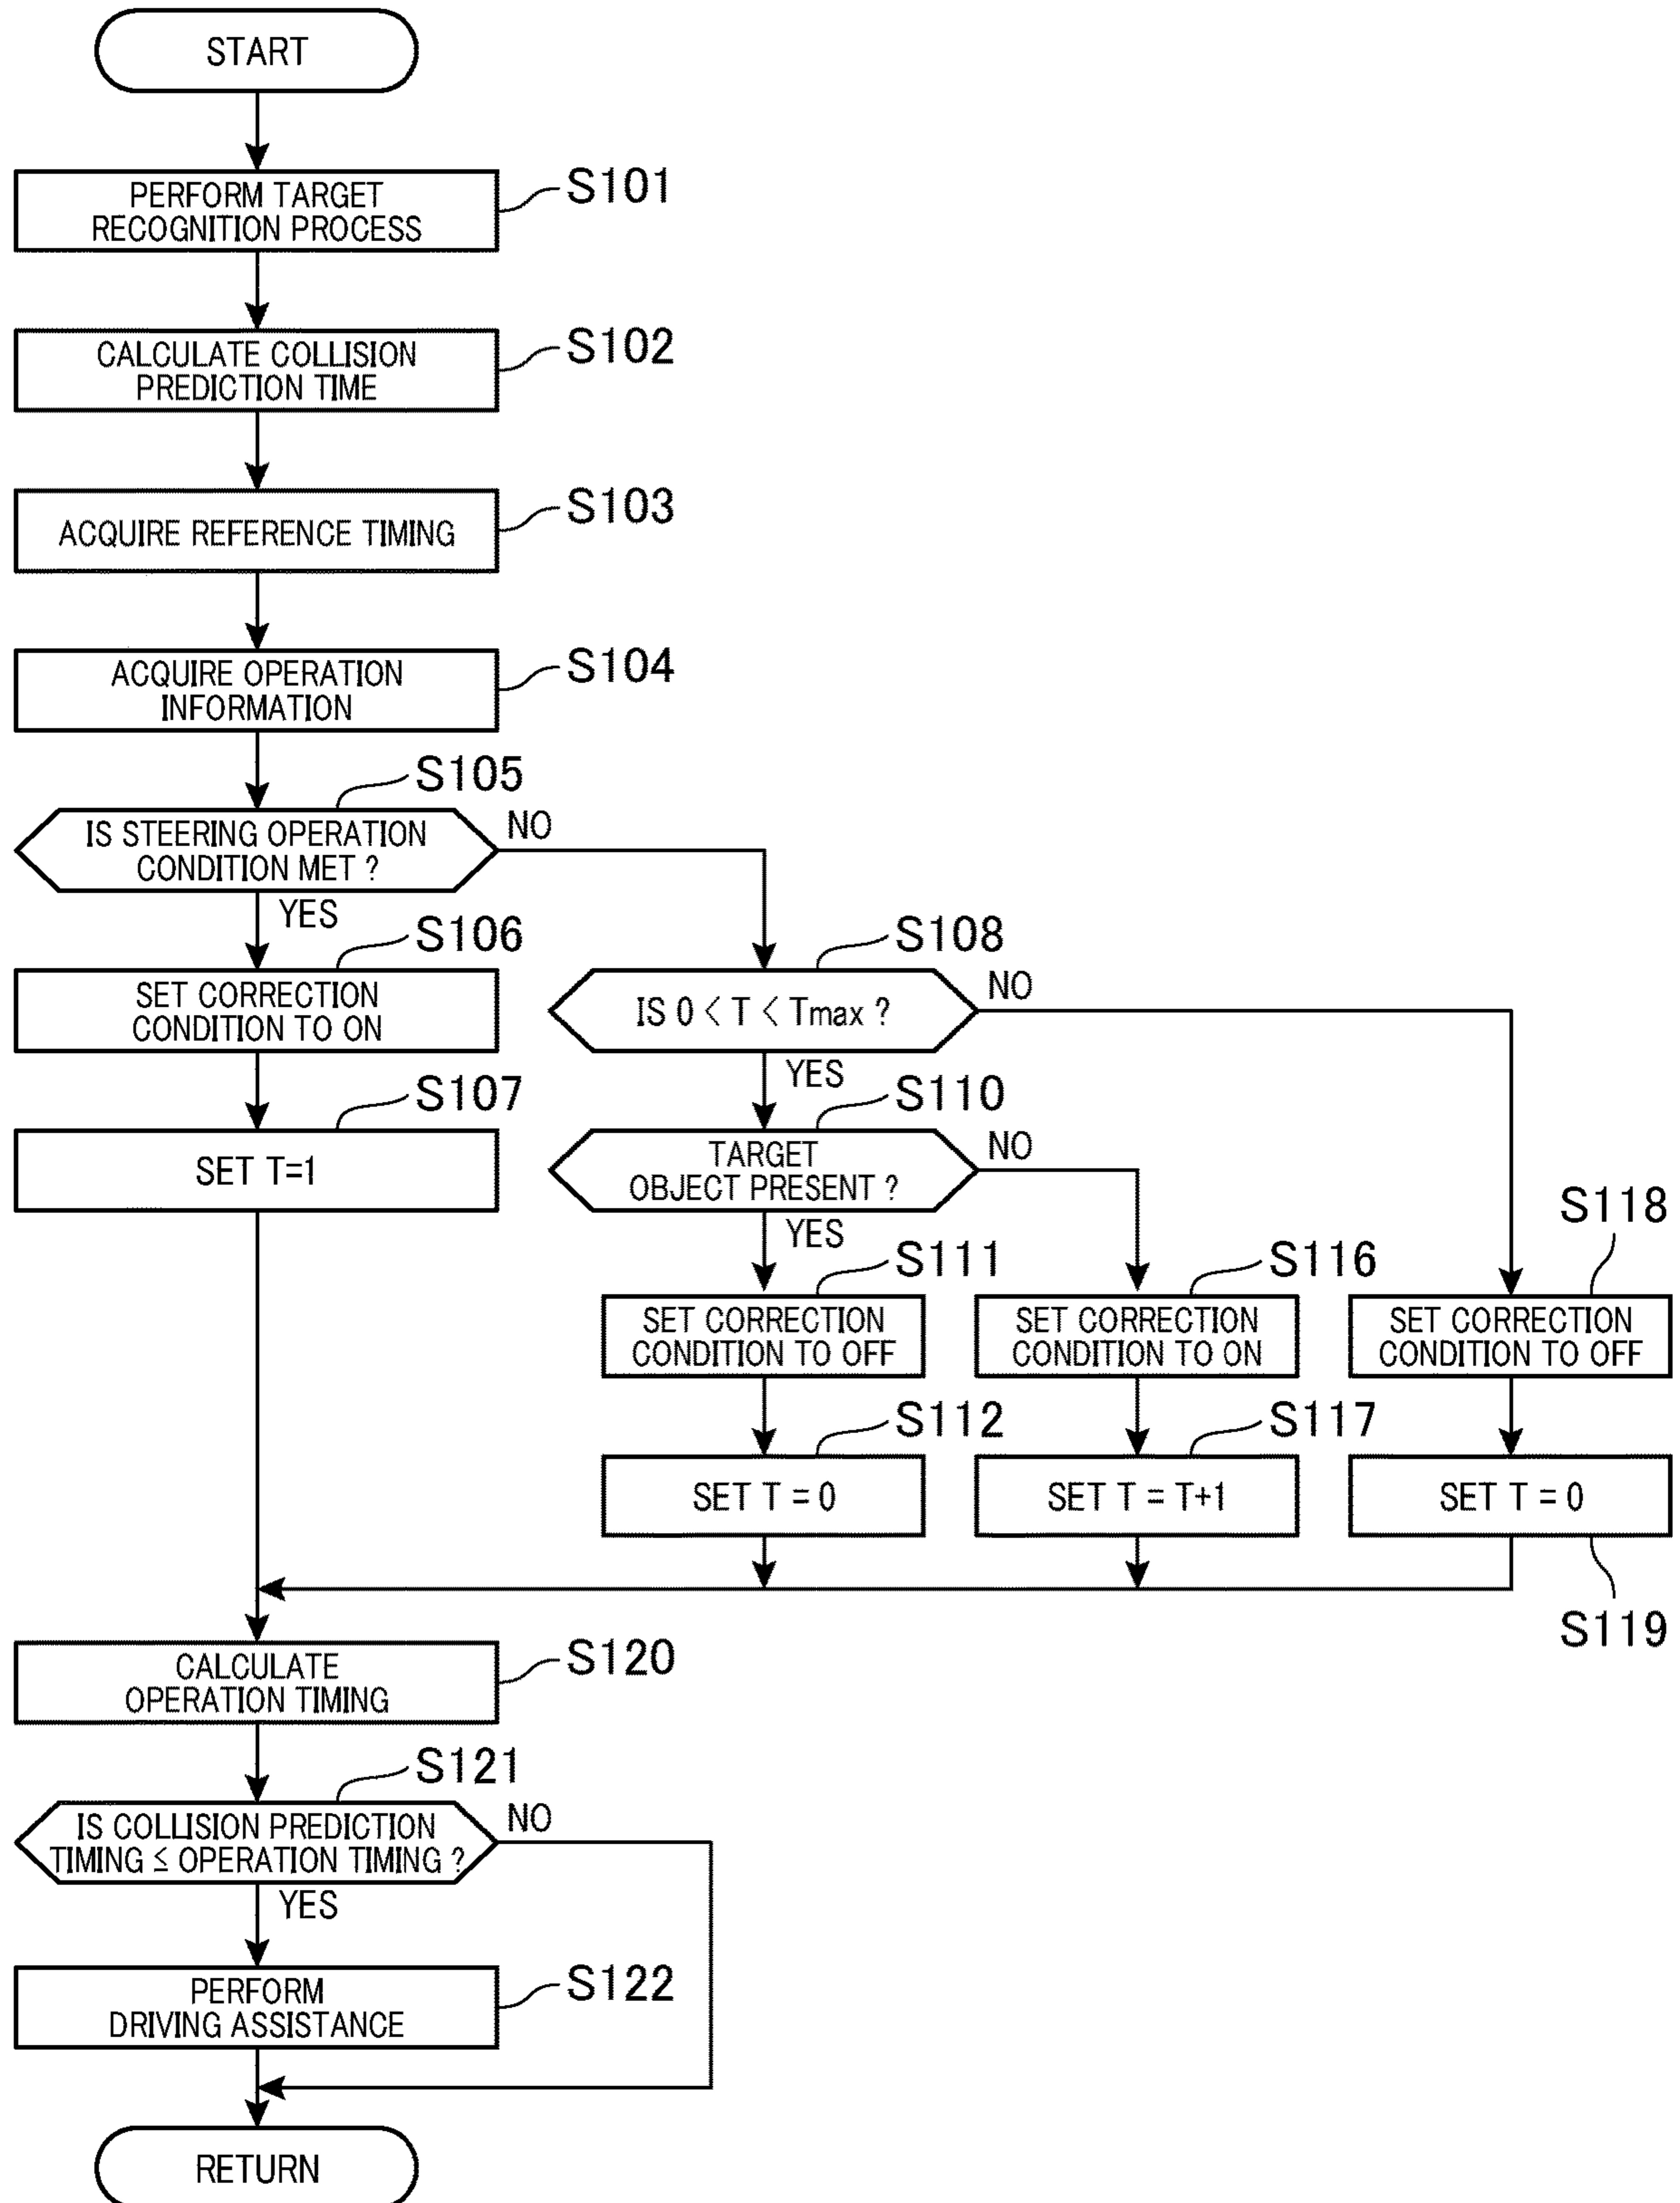 START
S101
PERFORM TARGET
RECOGNITION PROCESS
S102
CALCULATE COLLISION
PREDICTION TIME
S103
ACQUIRE REFERENCE TIMING
S104
ACQUIRE OPERATION
INFORMATION
S105
IS STEERING OPERATION
CONDITION MET ?
NO
YES
S106
SET CORRECTION
CONDITION TO ON
S107
SET T=1
S108
IS 0 < T < Tmax ?
NO
YES
S110
TARGET
OBJECT PRESENT ?
NO
YES
S111
SET CORRECTION
CONDITION TO OFF
S112
SET T = 0
S116
SET CORRECTION
CONDITION TO ON
S117
SET T = T+1
S118
SET CORRECTION
CONDITION TO OFF
SET T = 0
S119
S120
CALCULATE
OPERATION TIMING
S121
IS COLLISION PREDICTION
TIMING ≤ OPERATION TIMING ?
NO
YES
S122
PERFORM
DRIVING ASSISTANCE
RETURN